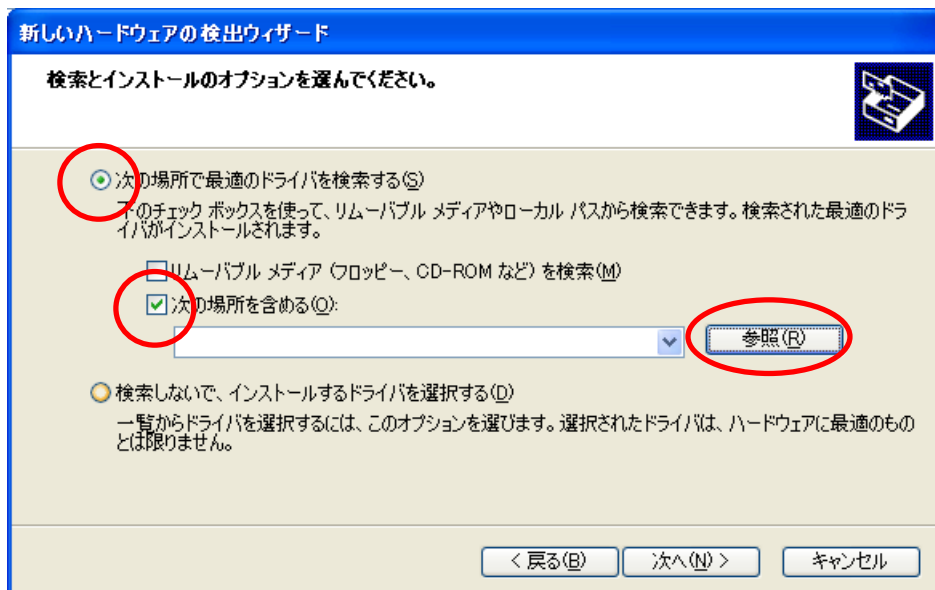 新しいハードウェアの検出ウィザード
検索とインストールのオプションを選んでください。
次の場所で最適のドライバを検索する(S)
下のチェック ボックスを使って、リムーバブル メディアやローカル パスから検索できます。検索された最適のドラ
イバがインストールされます。
リムーバブル メディア (フロッピー、CD-ROM など) を検索(M)
次の場所を含める(O):
参照(R)
検索しないで、インストールするドライバを選択する(D)
一覧からドライバを選択するには、このオプションを選びます。選択されたドライバは、ハードウェアに最適のもの
とは限りません。
< 戻る(B)
次へ(N) >
キャンセル